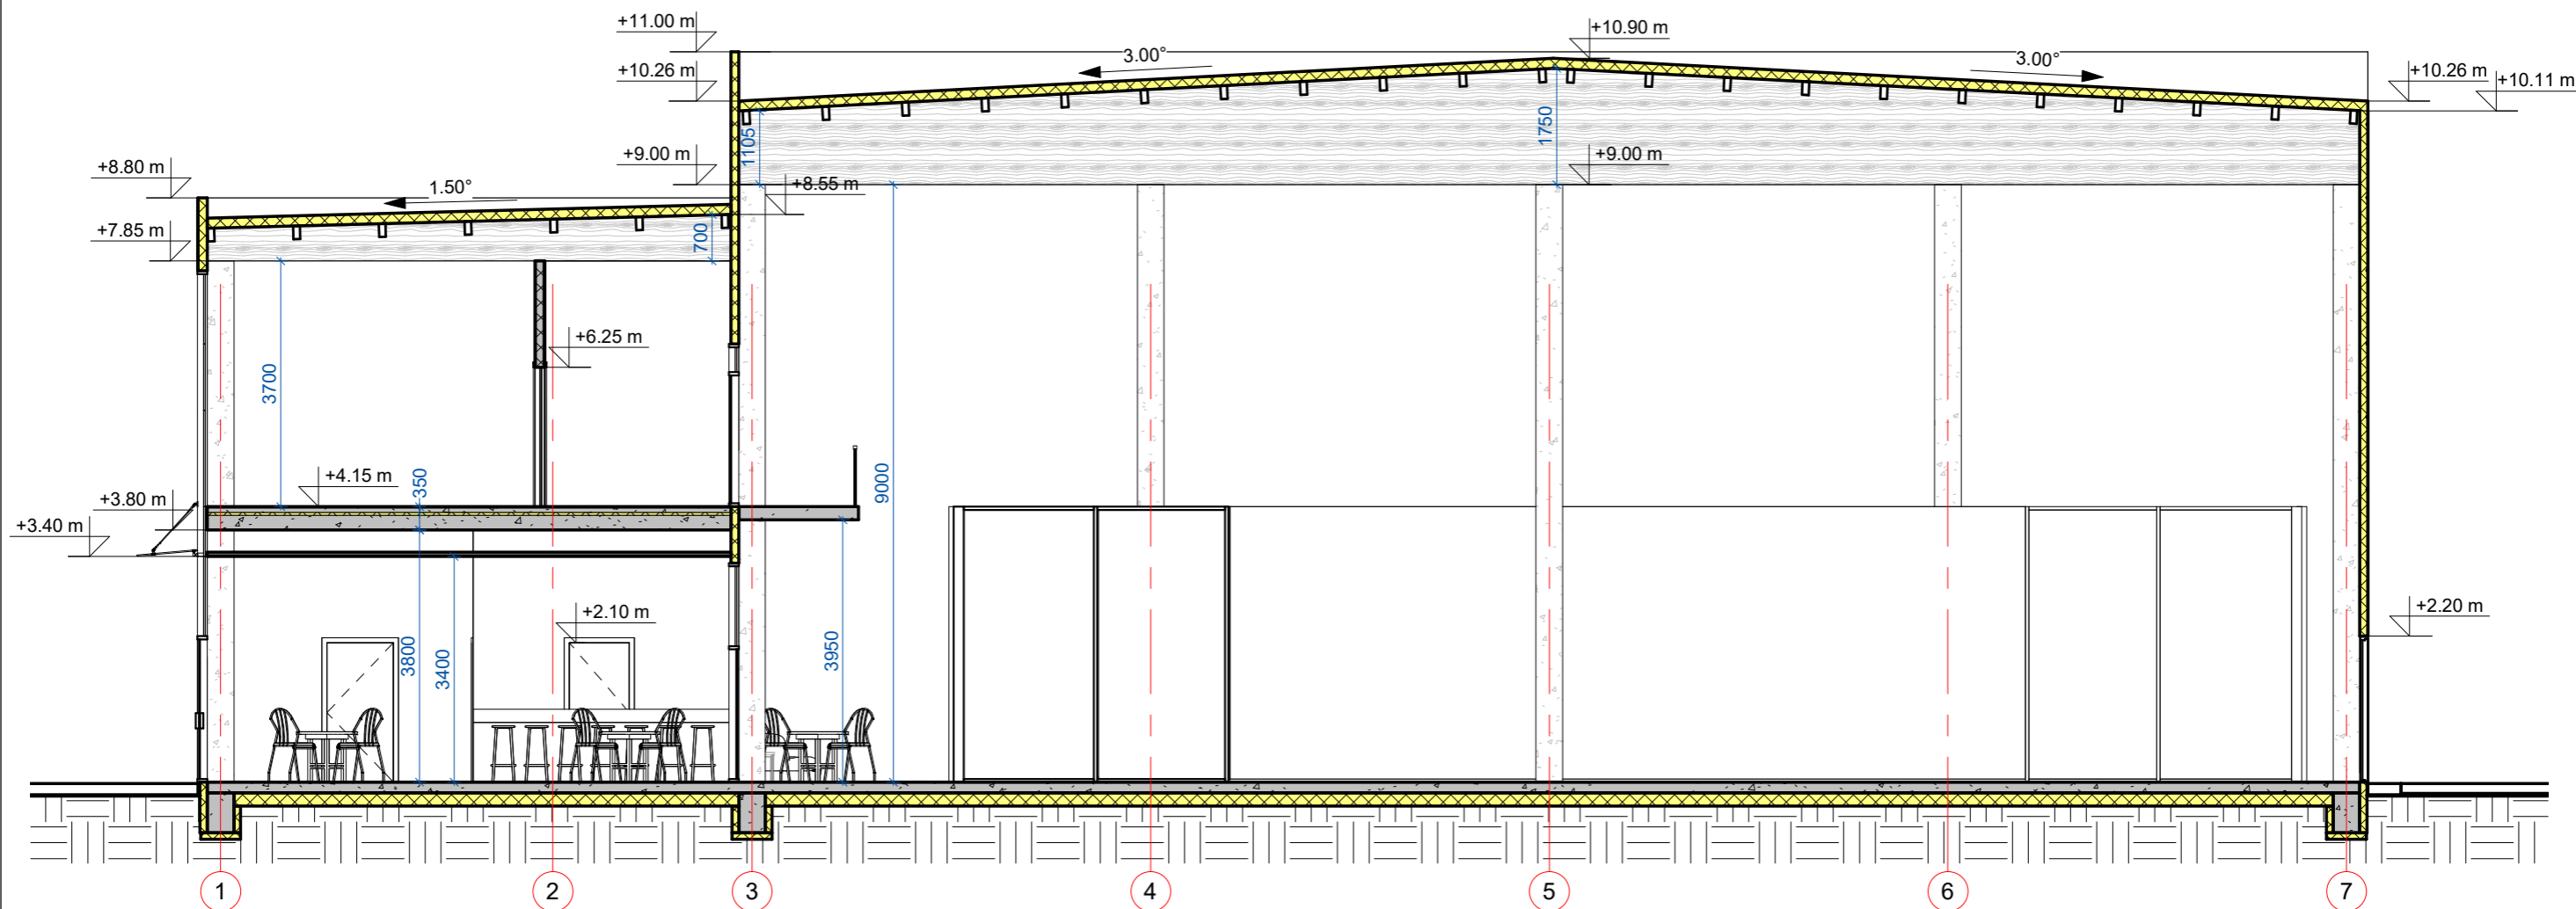 +11.00 m
+10.90 m
3.00°
3.00°
+10.26 m
+10.26 m
+10.11 m
1105
1750
+9.00 m
+9.00 m
+8.80 m
1.50°
+8.55 m
+7.85 m
700
+6.25 m
3700
+4.15 m
350
9000
+3.80 m
+3.40 m
+2.10 m
+2.20 m
3800
3400
3950
1
2
3
4
5
6
7